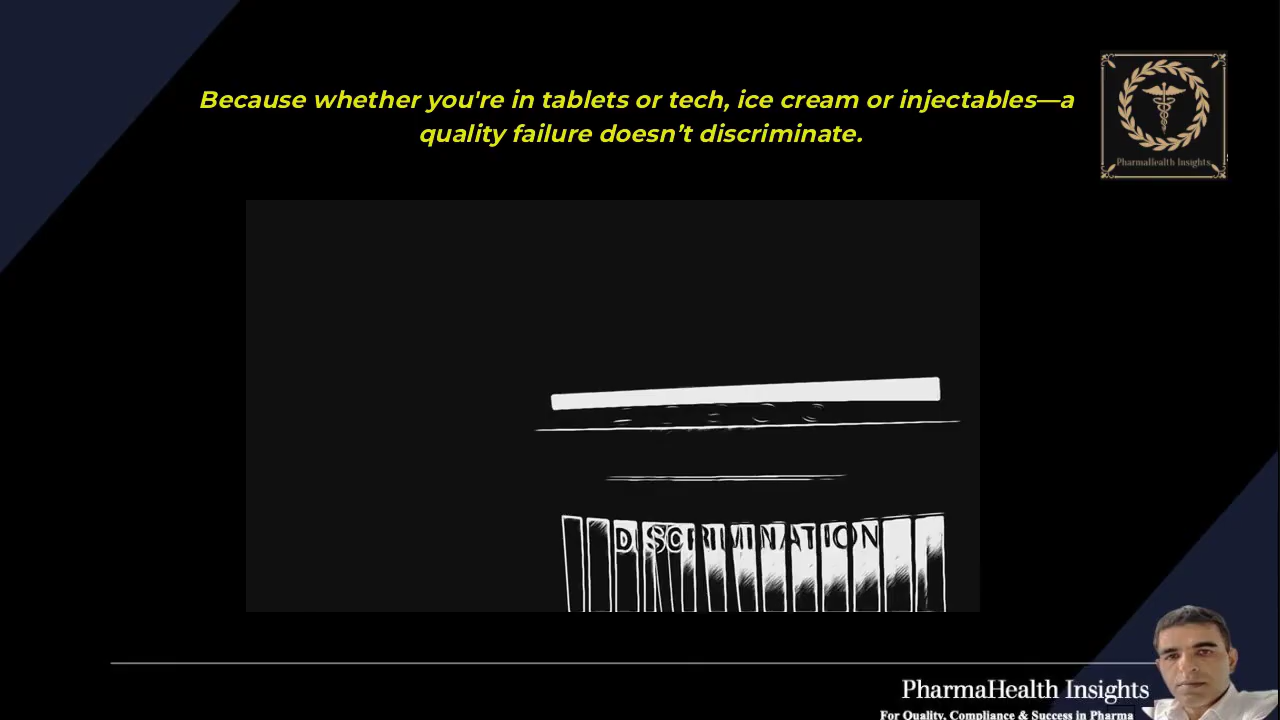 Because whether you're in tablets or tech, ice cream or injectables—a
quality failure doesn’t discriminate.
PharmaHealth Insights
DISCRIMINATION
PharmaHealth Insights
For Quality, Compliance & Success in Pharma